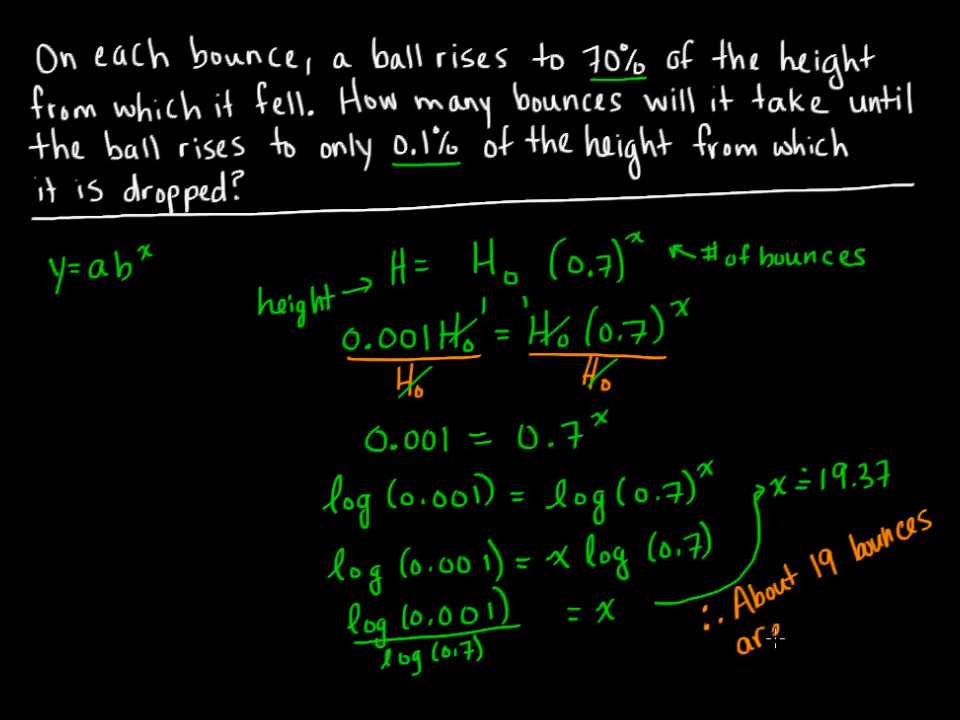 On each bounce, a ball rises to 70% of the height
from which it fell. How many bounces will it take until
the ball rises to only 0.1% of the height from which
it is dropped?
y=ab^x
H= H₀ (0.7)^x ← # of bounces
height →
0.001H₀' = 'H₀ (0.7)^x
H₀ H₀
0.001 = 0.7^x
log (0.001) = log (0.7)^x
x ≐ 19.37
log (0.001) = x log (0.7)
log (0.001) = x
log (0.7)
∴ About 19 bounces
are